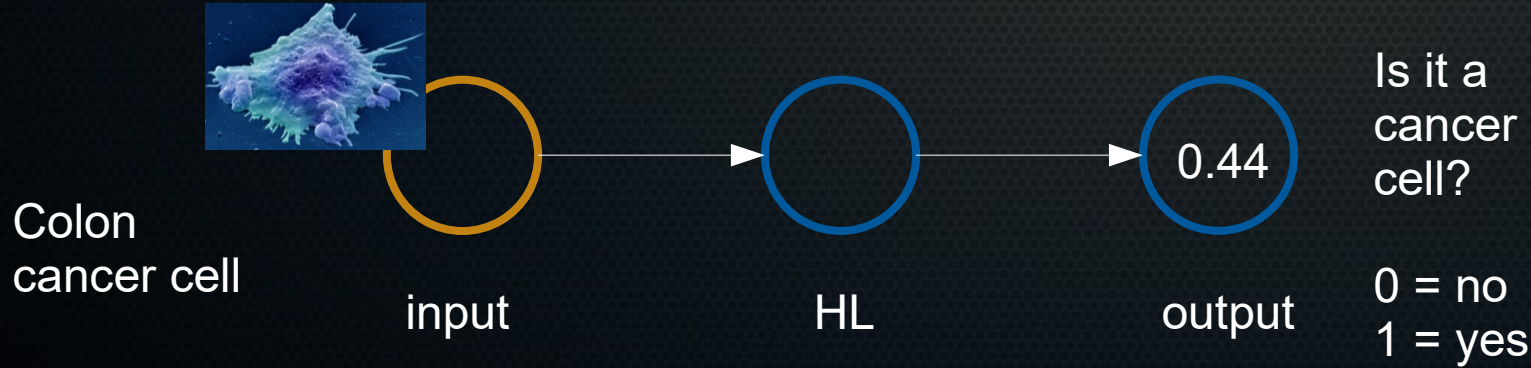 Colon
cancer cell
input
HL
0.44
output
Is it a
cancer
cell?
0 = no
1 = yes